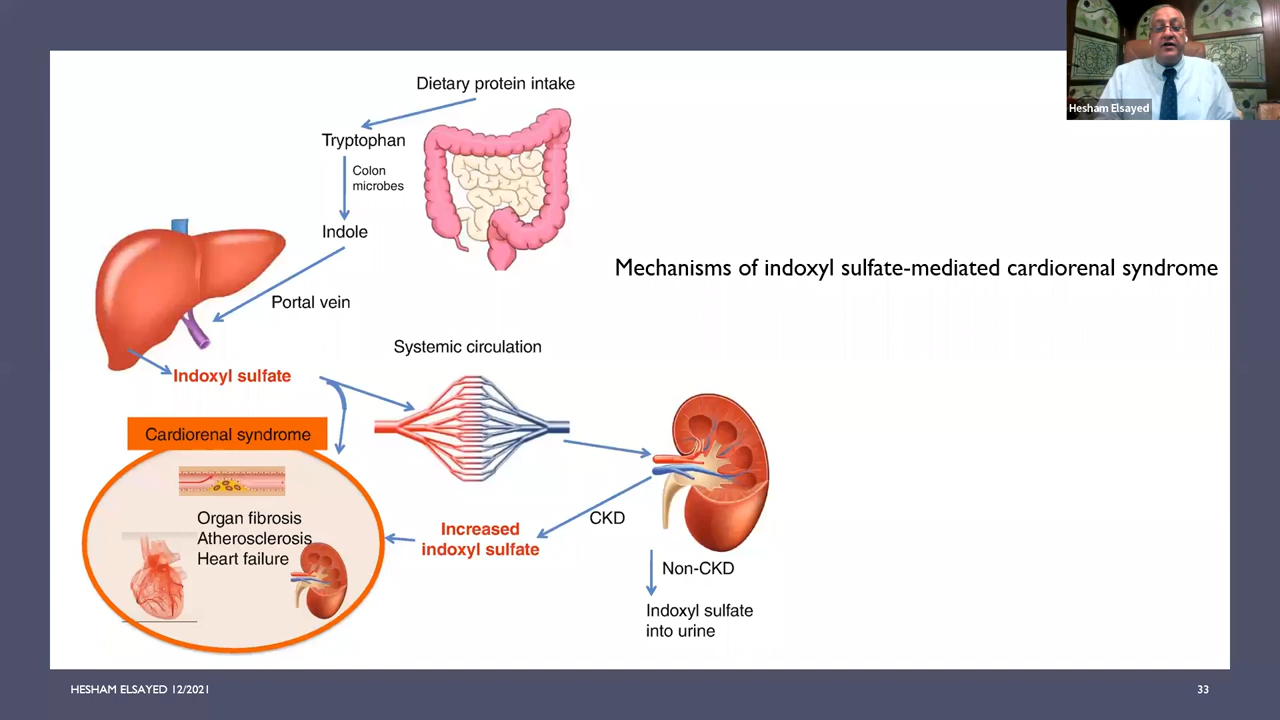 Dietary protein intake
Tryptophan
Colon
microbes
Indole
Portal vein
Hesham Elsayed
Mechanisms of indoxyl sulfate-mediated cardiorenal syndrome
Systemic circulation
Indoxyl sulfate
Cardiorenal syndrome
Organ fibrosis
Atherosclerosis
Heart failure
Increased
indoxyl sulfate
CKD
Non-CKD
Indoxyl sulfate
into urine
HESHAM ELSAYED 12/2021
33